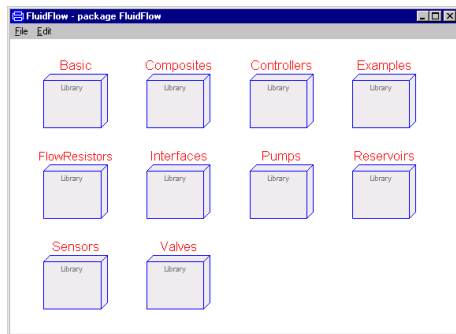 FluidFlow - package FluidFlow
File Edit
Basic Composites Controllers Examples
Library Library Library Library
FlowResistors Interfaces Pumps Reservoirs
Library Library Library Library
Sensors Valves
Library Library